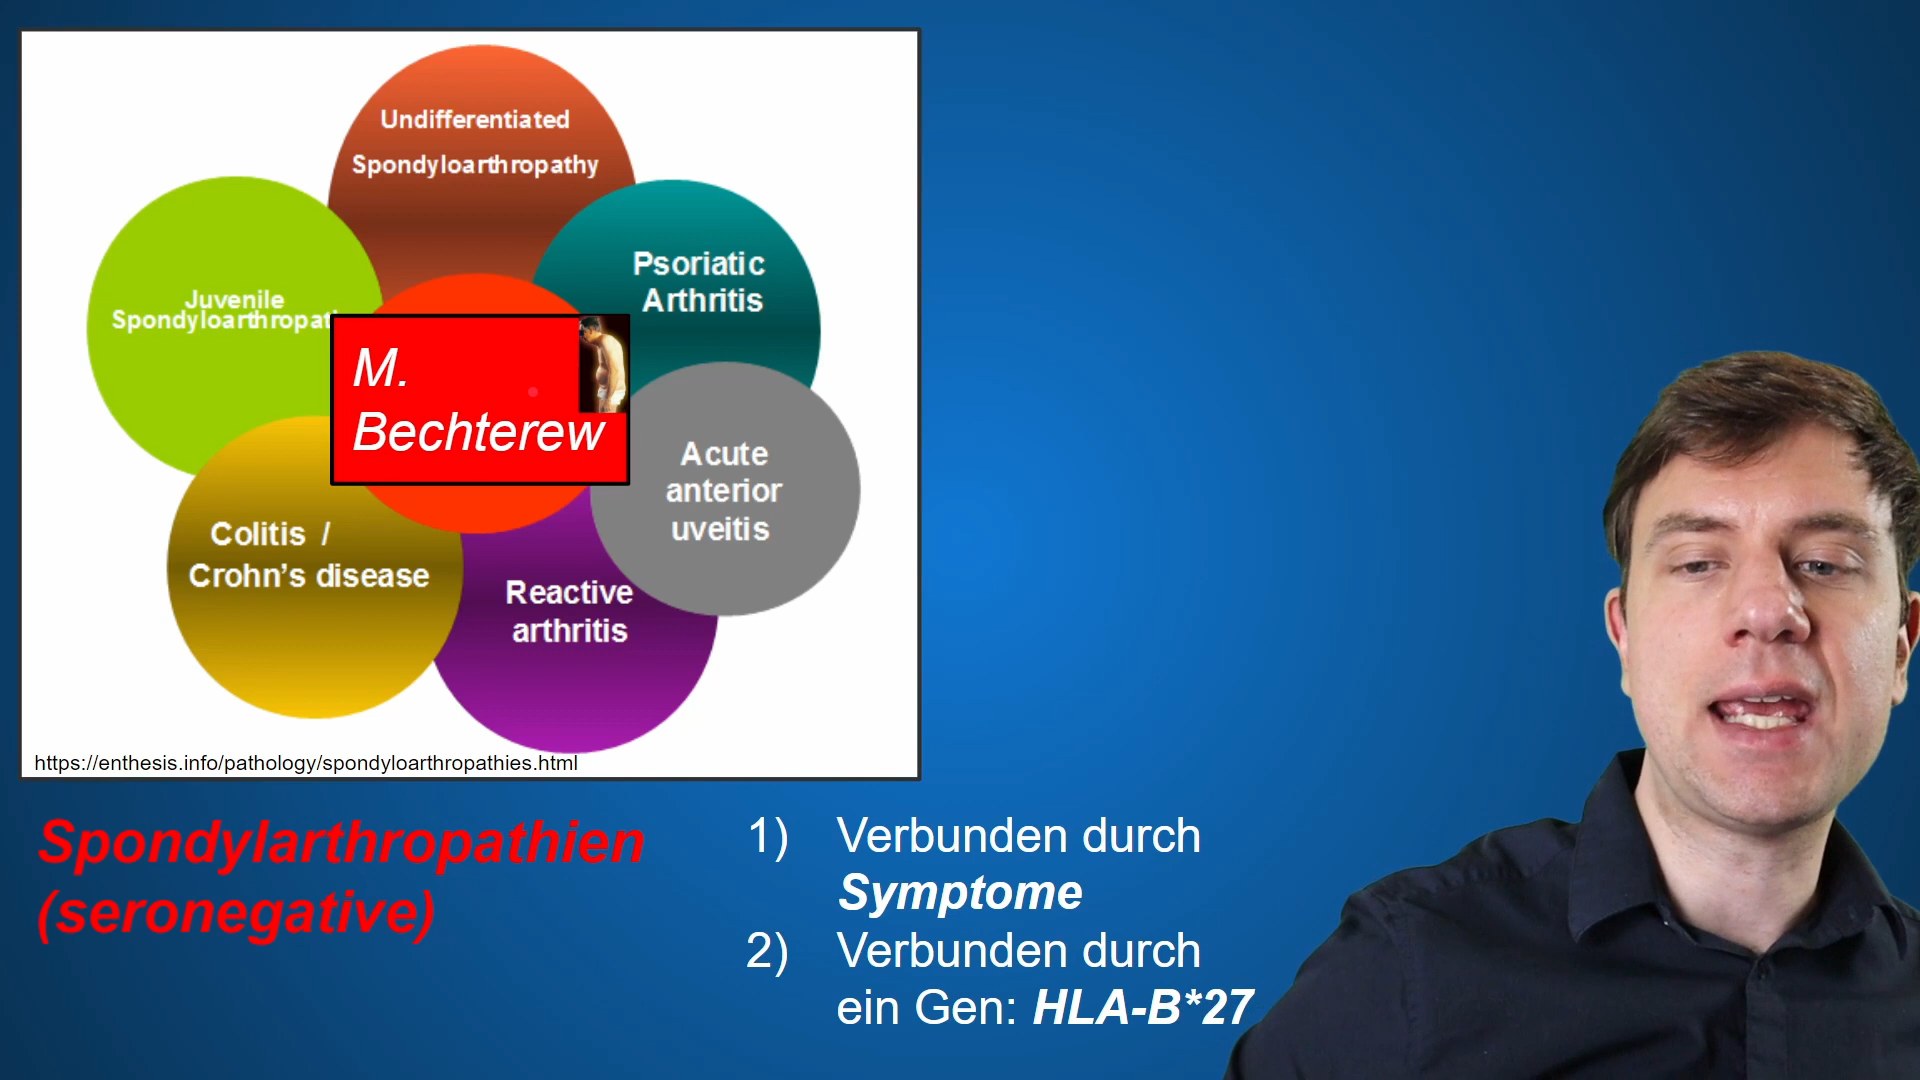 Undifferentiated
Spondyloarthropathy
Psoriatic
Arthritis
Juvenile
M.
Bechterew
Acute
anterior
uveitis
Colitis /
Crohn's disease
Reactive
arthritis
https://enthesis.info/pathology/spondyloarthropathies.html
Spondylarthropathien
(seronegative)
1) Verbunden durch
Symptome
2) Verbunden durch
ein Gen: HLA-B*27